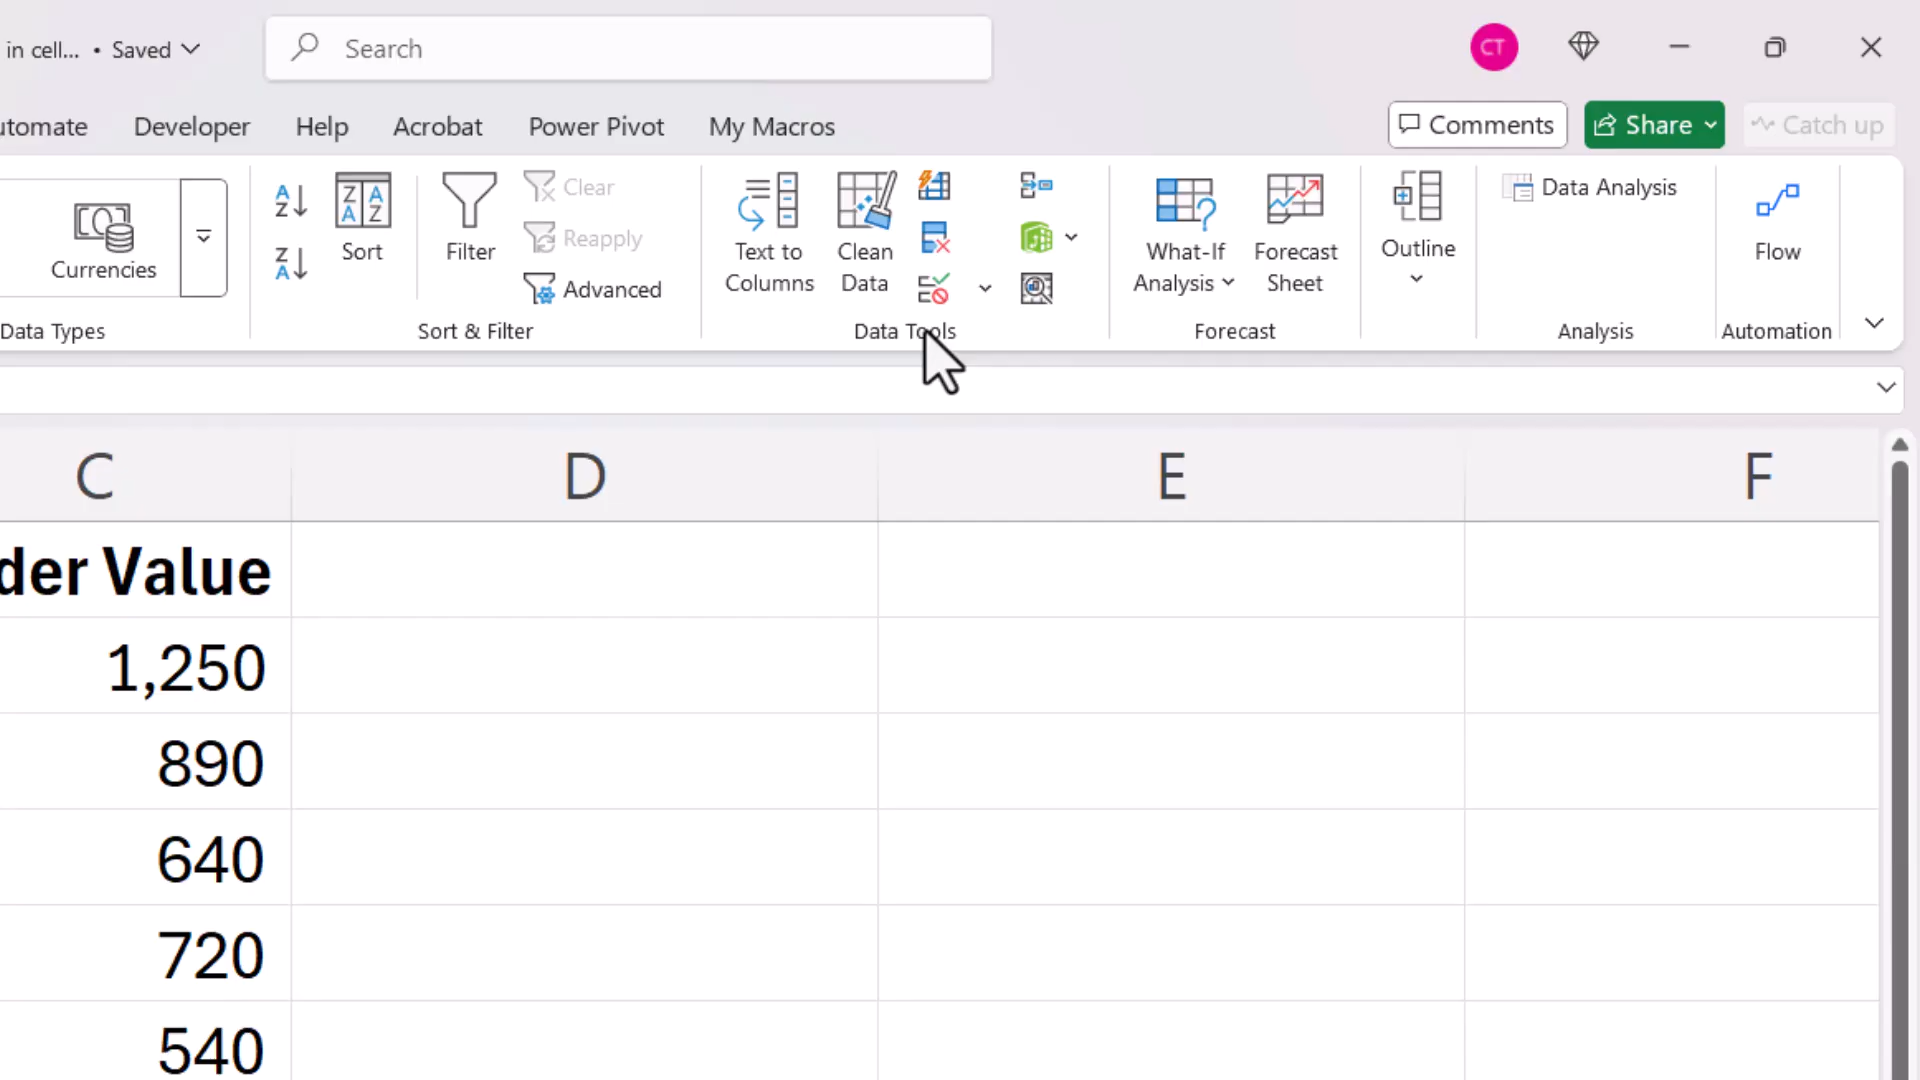 in cell... • Saved
Search
CT
utomate Developer Help Acrobat Power Pivot My Macros
Comments Share Catch up
Currencies
Sort
Filter
Clear
Reapply
Advanced
Text to
Columns
Clean
Data
What-If
Analysis
Forecast
Sheet
Outline
Data Analysis
Flow
Data Types Sort & Filter Data Tools Forecast Analysis Automation
C D E F
der Value
1,250
890
640
720
540